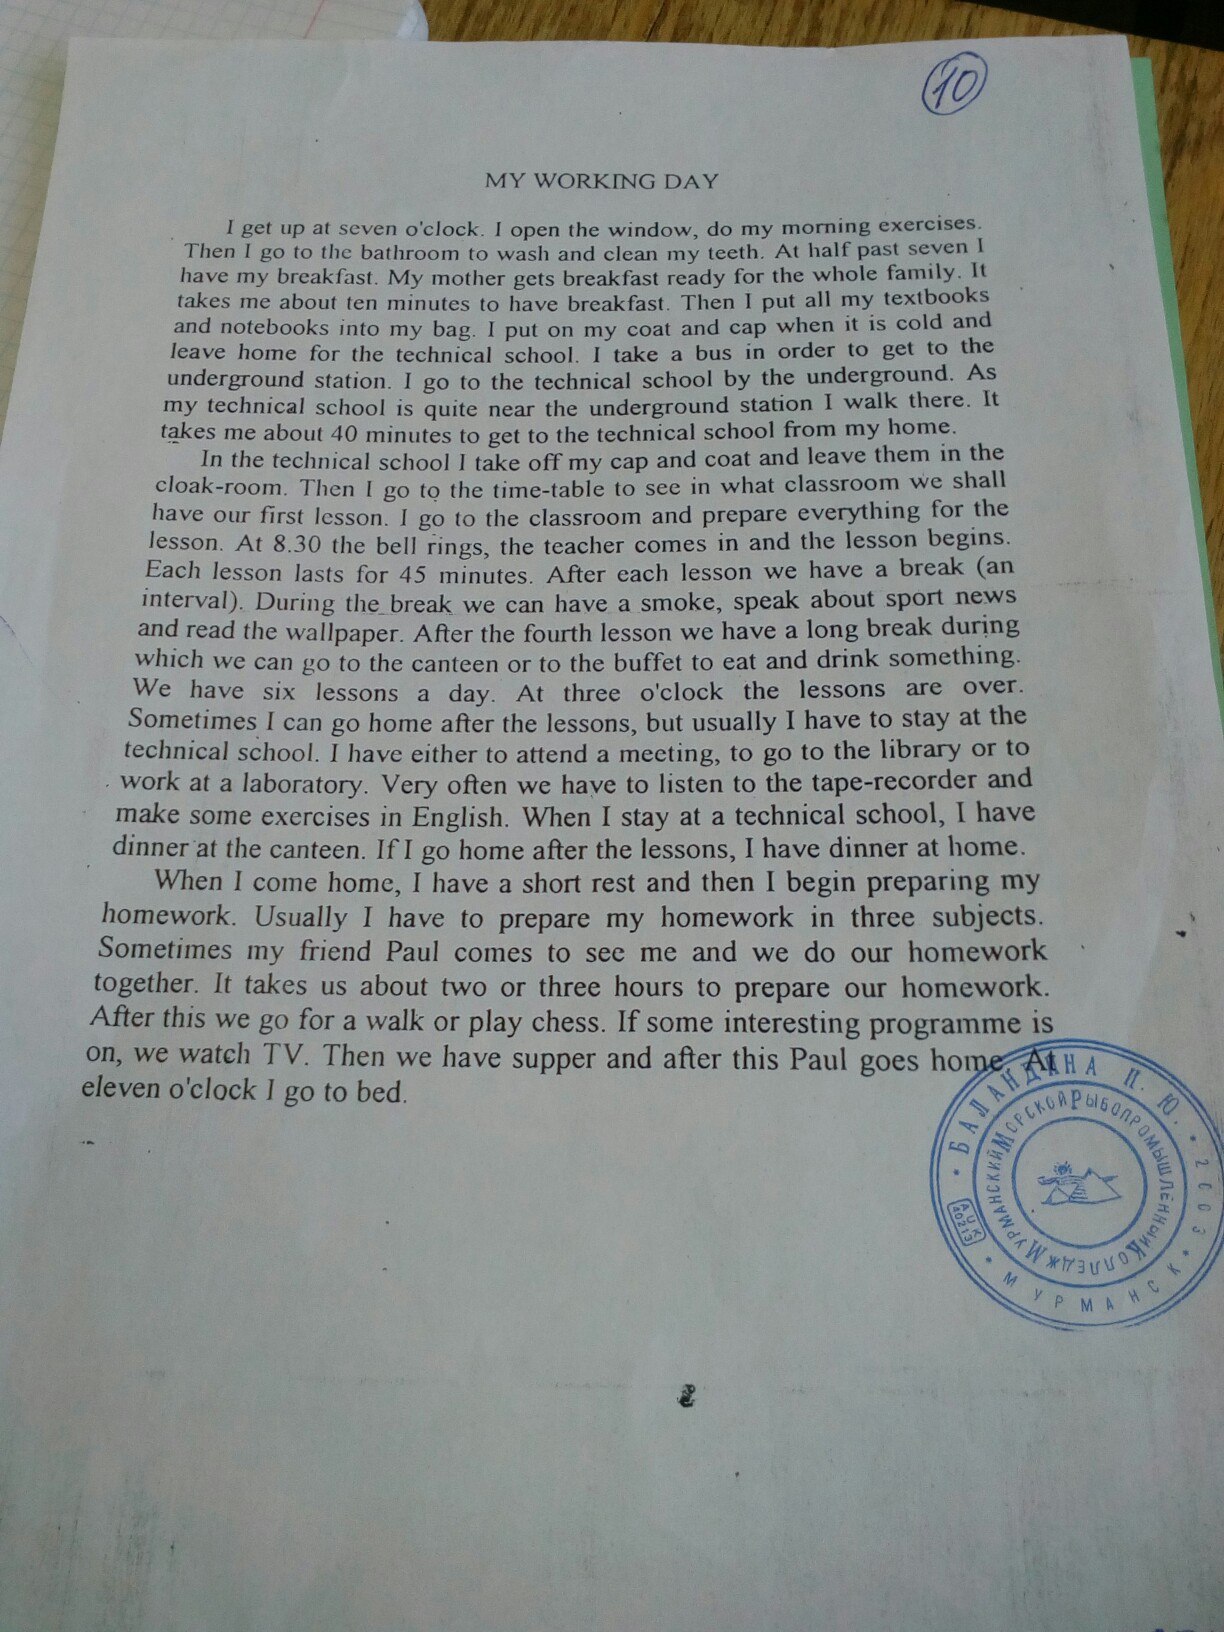 10
MY WORKING DAY
I get up at seven o'clock. I open the window, do my morning exercises.
Then I go to the bathroom to wash and clean my teeth. At half past seven I
have my breakfast. My mother gets breakfast ready for the whole family. It
takes me about ten minutes to have breakfast. Then I put all my textbooks
and notebooks into my bag. I put on my coat and cap when it is cold and
leave home for the technical school. I take a bus in order to get to the
underground station. I go to the technical school by the underground. As
my technical school is quite near the underground station I walk there. It
takes me about 40 minutes to get to the technical school from my home.
In the technical school I take off my cap and coat and leave them in the
cloak-room. Then I go to the time-table to see in what classroom we shall
have our first lesson. I go to the classroom and prepare everything for the
lesson. At 8.30 the bell rings, the teacher comes in and the lesson begins.
Each lesson lasts for 45 minutes. After each lesson we have a break (an
interval). During the break we can have a smoke, speak about sport news
and read the wallpaper. After the fourth lesson we have a long break during
which we can go to the canteen or to the buffet to eat and drink something.
We have six lessons a day. At three o'clock the lessons are over.
Sometimes I can go home after the lessons, but usually I have to stay at the
technical school. I have either to attend a meeting, to go to the library or to
work at a laboratory. Very often we have to listen to the tape-recorder and
make some exercises in English. When I stay at a technical school, I have
dinner at the canteen. If I go home after the lessons, I have dinner at home.
When I come home, I have a short rest and then I begin preparing my
homework. Usually I have to prepare my homework in three subjects.
Sometimes my friend Paul comes to see me and we do our homework
together. It takes us about two or three hours to prepare our homework.
After this we go for a walk or play chess. If some interesting programme is
on, we watch TV. Then we have supper and after this Paul goes home. At
eleven o'clock I go to bed.
* БАЛАНДИНА П. Ю. * 2003 * МУРМАНСК *
МУРМАНСКИЙ МОРСКОЙ РЫБОПРОМЫШЛЕННЫЙ КОЛЛЕДЖ
40213